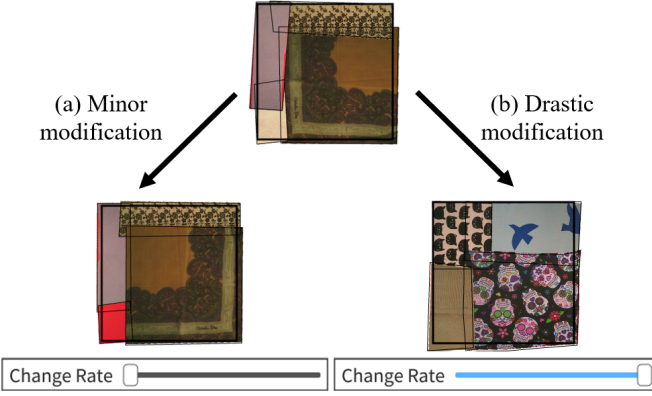 (a) Minor
modification
(b) Drastic
modification
Change Rate
Change Rate